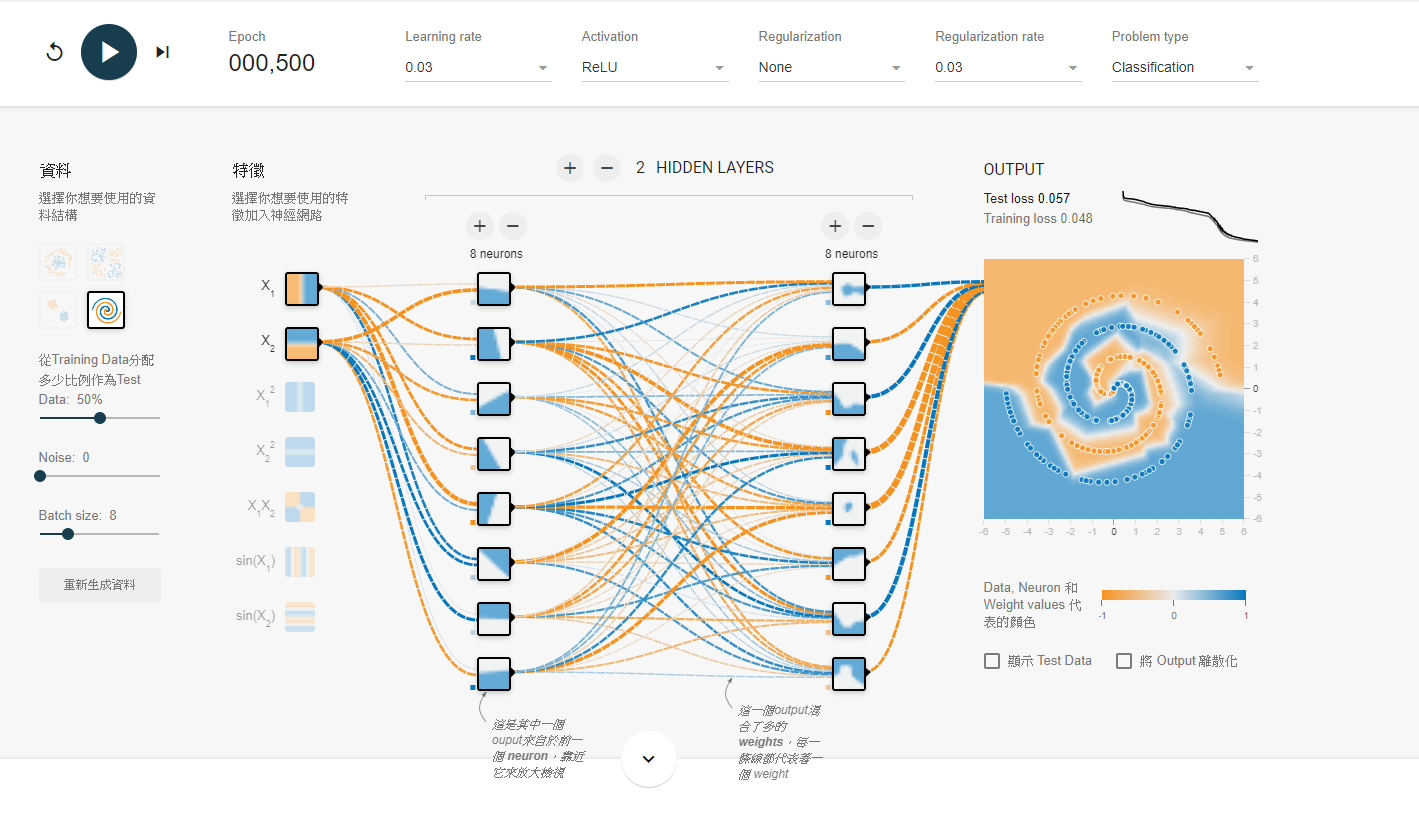 Epoch
000,500
Learning rate
0.03
Activation
ReLU
Regularization
None
Regularization rate
0.03
Problem type
Classification
資料
選擇你想要使用的資
料結構
從Training Data分配
多少比例作為Test
Data: 50%
Noise: 0
Batch size: 8
重新生成資料
特徵
選擇你想要使用的特
徵加入神經網路
X1
X2
X1²
X2²
X1X2
sin(X1)
sin(X2)
+ − 2 HIDDEN LAYERS
+ −
8 neurons
+ −
8 neurons
這是其中一個
ouput來自於前一
個 neuron，靠近
它來放大檢視
這一個output混
合了多的
weights，每一
條線都代表著一
個 weight
OUTPUT
Test loss 0.057
Training loss 0.048
6
5
4
3
2
1
0
-1
-2
-3
-4
-5
-6
-6 -5 -4 -3 -2 -1 0 1 2 3 4 5 6
Data, Neuron 和
Weight values 代
表的顏色
-1 0 1
顯示 Test Data
將 Output 離散化